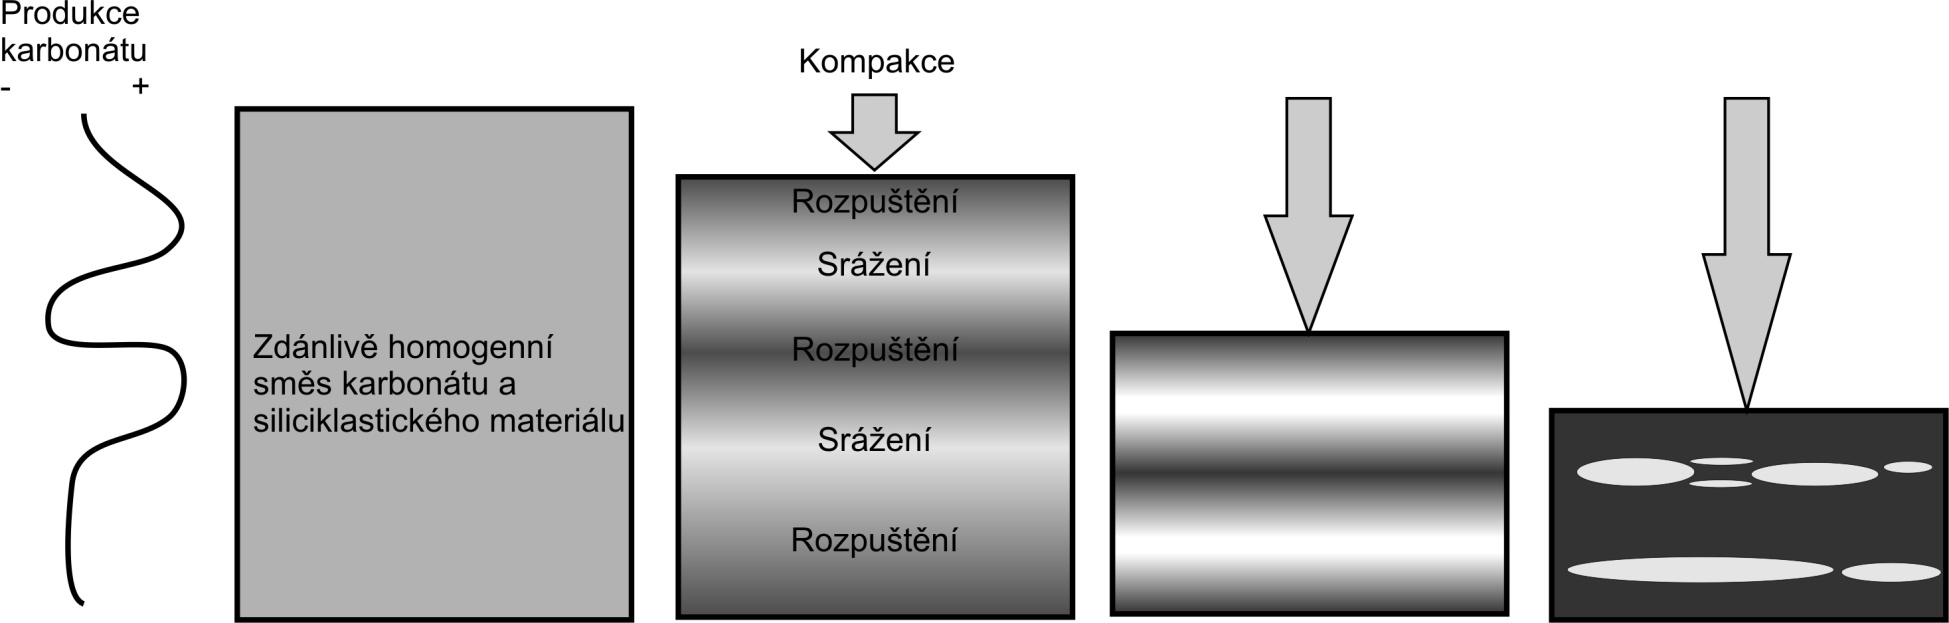 Produkce
karbonátu
- +
Zdánlivě homogenní
směs karbonátu a
siliciklastického materiálu
Kompakce
Rozpuštění
Srážení
Rozpuštění
Srážení
Rozpuštění